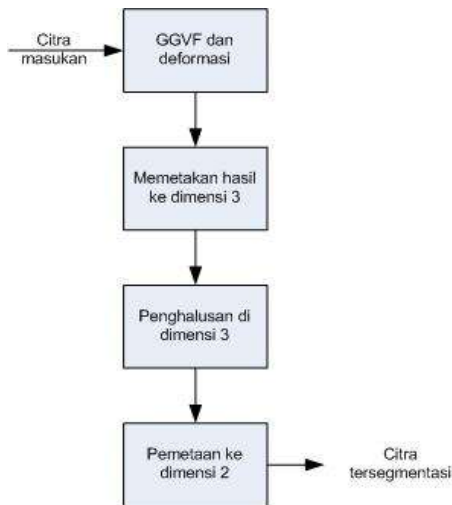 Citra
masukan
GGVF dan
deformasi
Memetakan hasil
ke dimensi 3
Penghalusan di
dimensi 3
Pemetaan ke
dimensi 2
Citra
tersegmentasi